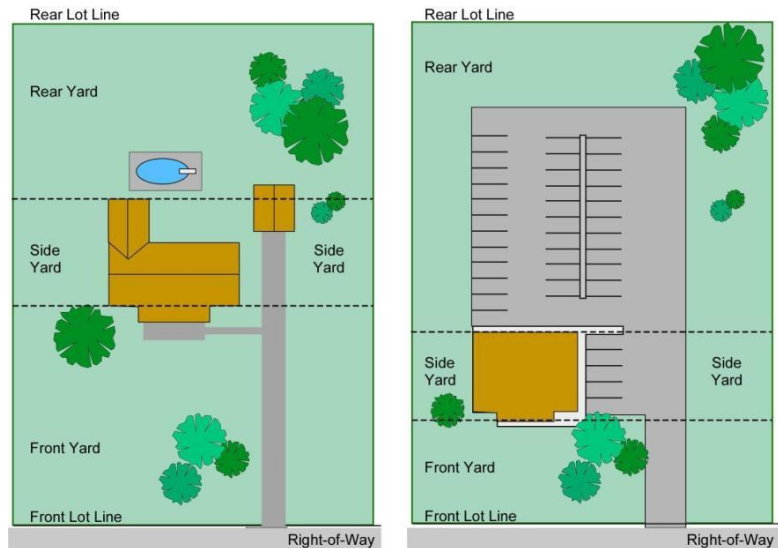 Rear Lot Line
Rear Yard
Side
Yard
Side
Yard
Front Yard
Front Lot Line
Right-of-Way
Rear Lot Line
Rear Yard
Side
Yard
Side
Yard
Front Yard
Front Lot Line
Right-of-Way